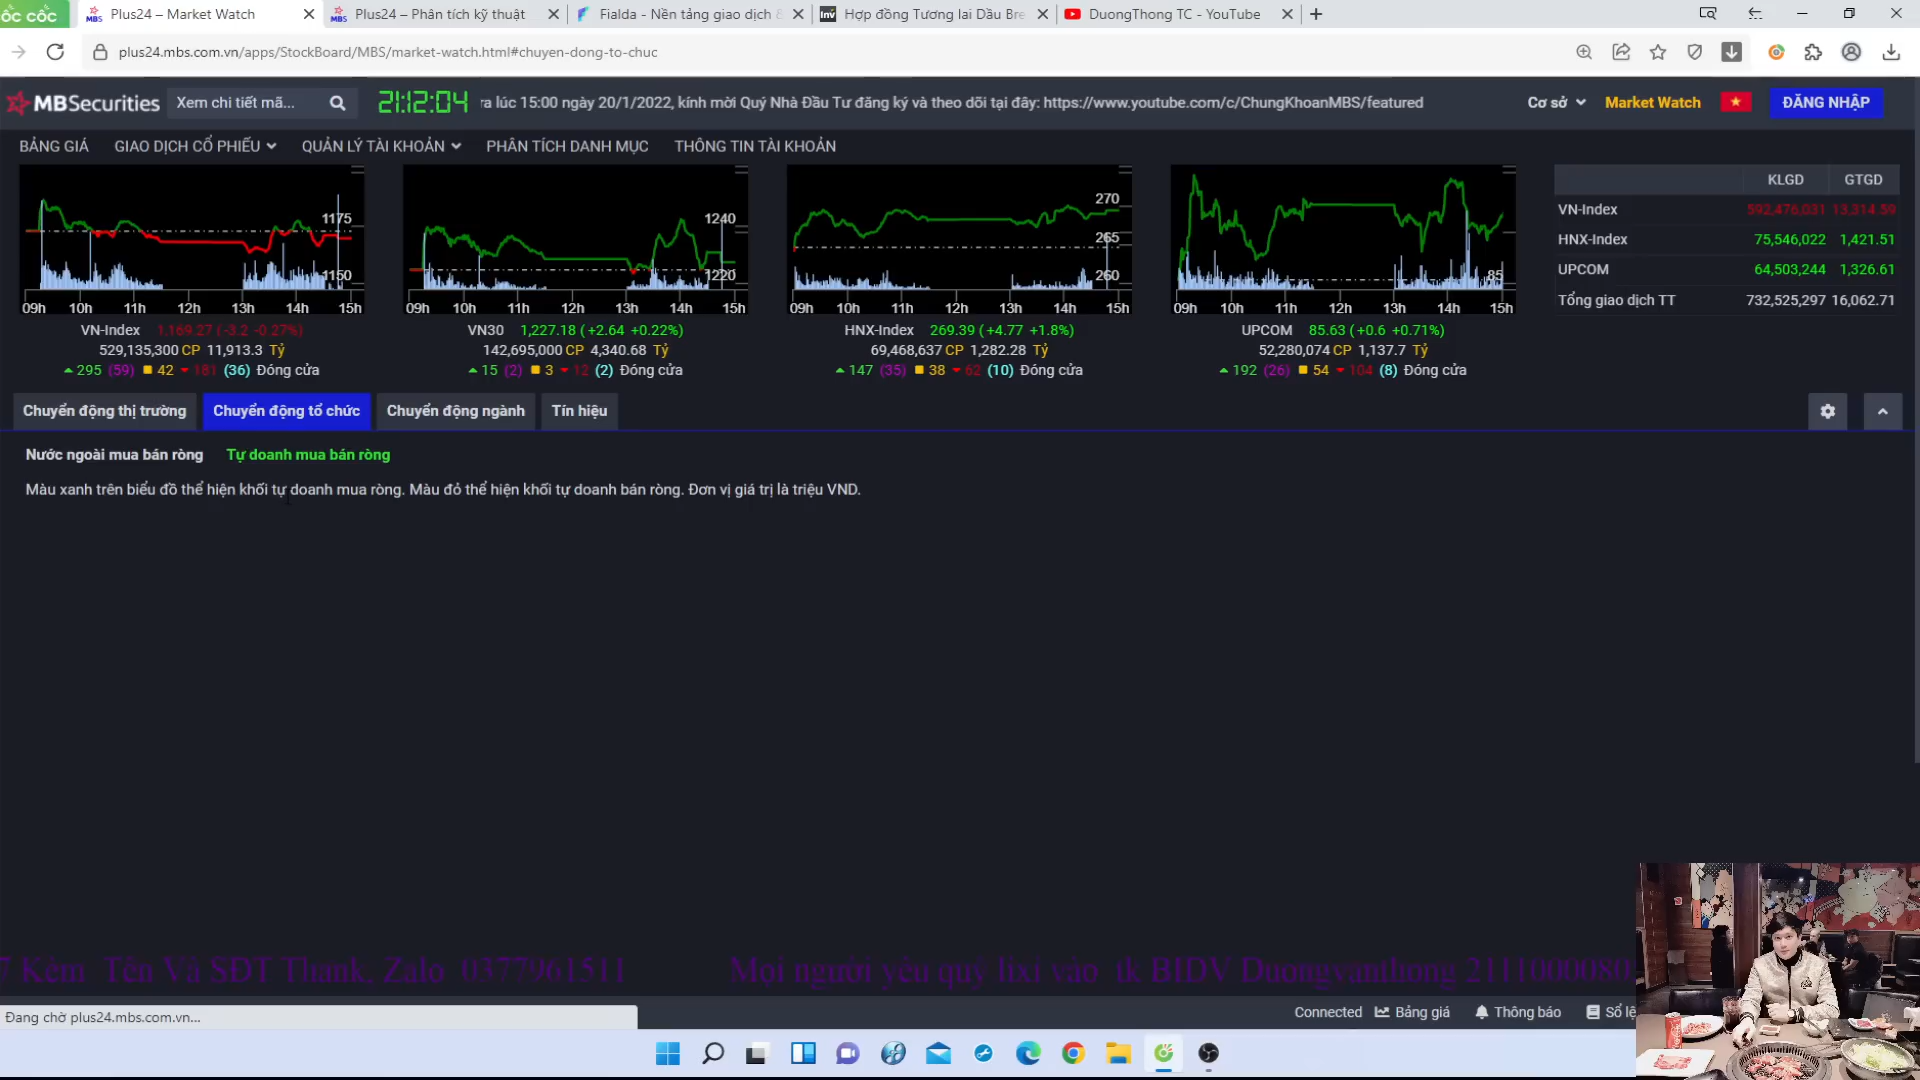 ốc cốc
Plus24 – Market Watch
Plus24 – Phân tích kỹ thuật
Fialda - Nền tảng giao dịch
Hợp đồng Tương lai Dầu Bre
DuongThong TC - YouTube
plus24.mbs.com.vn/apps/StockBoard/MBS/market-watch.html#chuyen-dong-to-chuc
MBSecurities
Xem chi tiết mã...
21:12:04
ra lúc 15:00 ngày 20/1/2022, kính mời Quý Nhà Đầu Tư đăng ký và theo dõi tại đây: https://www.youtube.com/c/ChungKhoanMBS/featured
Cơ sở
Market Watch
ĐĂNG NHẬP
BẢNG GIÁ
GIAO DỊCH CỔ PHIẾU
QUẢN LÝ TÀI KHOẢN
PHÂN TÍCH DANH MỤC
THÔNG TIN TÀI KHOẢN
1175
1150
09h 10h 11h 12h 13h 14h 15h
VN-Index 1,169.27 ( -3.2 -0.27%)
529,135,300 CP 11,913.3 Tỷ
295 (59) 42 181 (36) Đóng cửa
1240
1220
09h 10h 11h 12h 13h 14h 15h
VN30 1,227.18 ( +2.64 +0.22%)
142,695,000 CP 4,340.68 Tỷ
15 (2) 3 12 (2) Đóng cửa
270
265
260
09h 10h 11h 12h 13h 14h 15h
HNX-Index 269.39 ( +4.77 +1.8%)
69,468,637 CP 1,282.28 Tỷ
147 (35) 38 62 (10) Đóng cửa
85
09h 10h 11h 12h 13h 14h 15h
UPCOM 85.63 ( +0.6 +0.71%)
52,280,074 CP 1,137.7 Tỷ
192 (26) 54 104 (8) Đóng cửa
KLGD GTGD
VN-Index 592,476,031 13,314.59
HNX-Index 75,546,022 1,421.51
UPCOM 64,503,244 1,326.61
Tổng giao dịch TT 732,525,297 16,062.71
Chuyển động thị trường
Chuyển động tổ chức
Chuyển động ngành
Tín hiệu
Nước ngoài mua bán ròng
Tự doanh mua bán ròng
Màu xanh trên biểu đồ thể hiện khối tự doanh mua ròng. Màu đỏ thể hiện khối tự doanh bán ròng. Đơn vị giá trị là triệu VND.
7 Kèm Tên Và SĐT Thank, Zalo 0377961511
Mọi người yêu quý lixi vào tk BIDV Duongvanthong 2111000080
Connected
Bảng giá
Thông báo
Sổ lệ
Đang chờ plus24.mbs.com.vn...